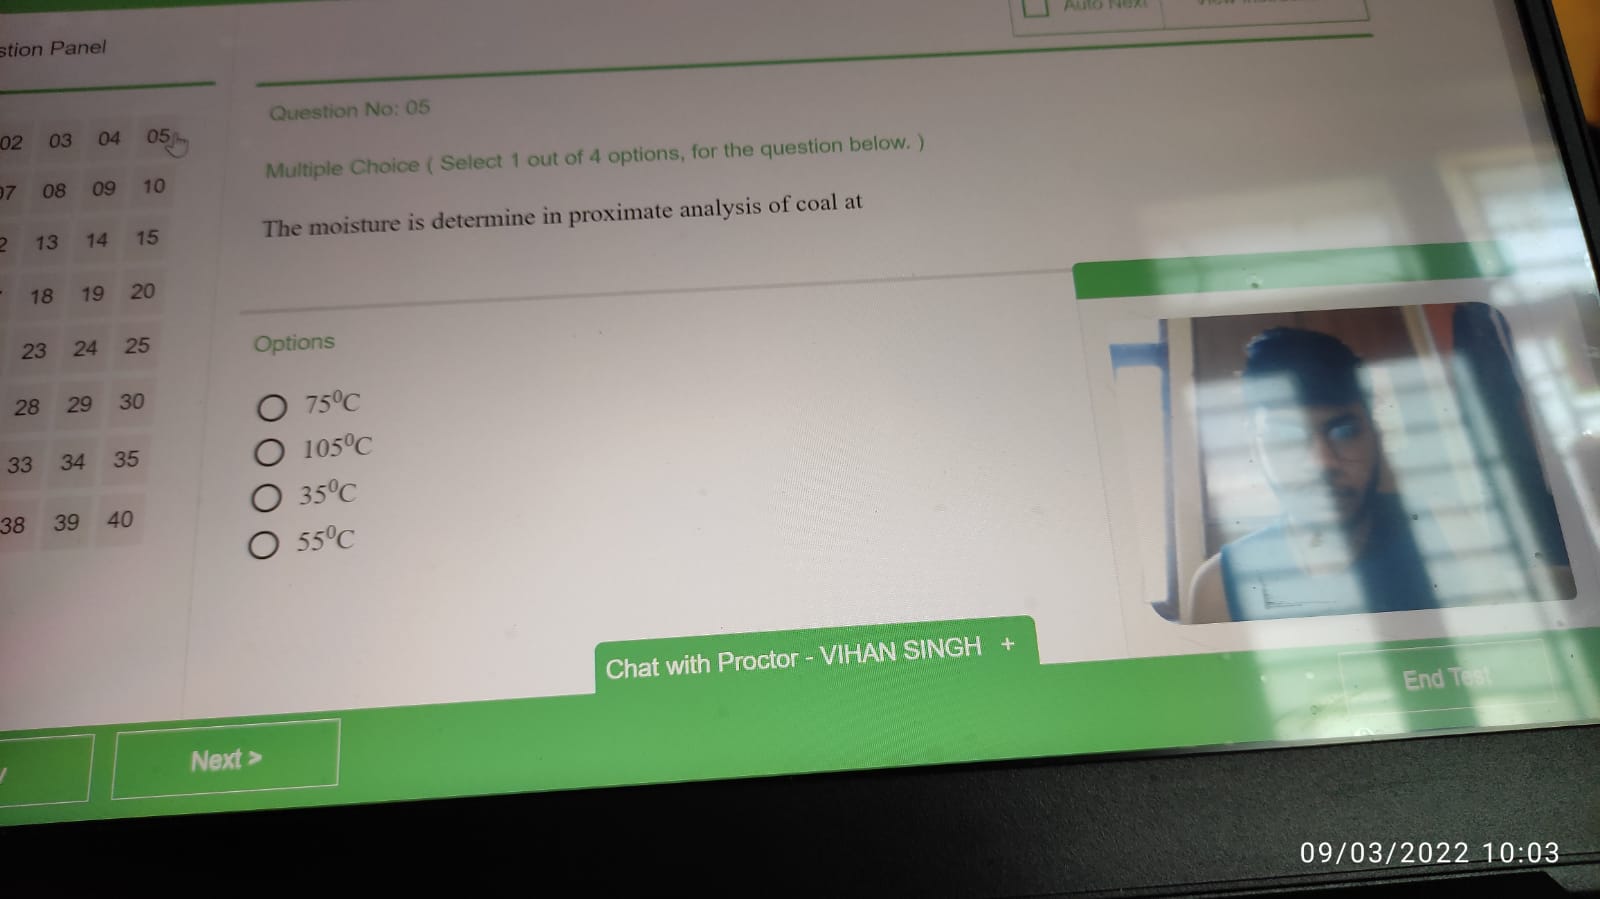 Auto Next
Panel
Question No: 05
02 03 04 05
Multiple Choice ( Select 1 out of 4 options, for the question below. )
08 09 10
The moisture is determine in proximate analysis of coal at
13 14 15
18 19 20
23 24 25
Options
28 29 30
75⁰C
33 34 35
105⁰C
38 39 40
35⁰C
55⁰C
Chat with Proctor - VIHAN SINGH +
End Test
Next >
09/03/2022 10:03